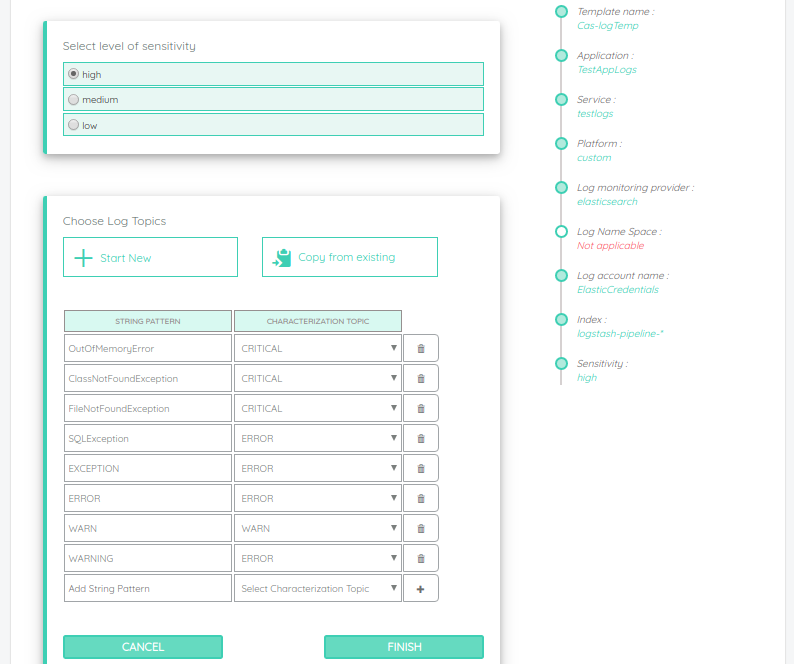 Select level of sensitivity
high
medium
low
Choose Log Topics
Start New
Copy from existing
STRING PATTERN CHARACTERIZATION TOPIC
OutOfMemoryError CRITICAL
ClassNotFoundException CRITICAL
FileNotFoundException CRITICAL
SQLException ERROR
EXCEPTION ERROR
ERROR ERROR
WARN WARN
WARNING ERROR
Add String Pattern Select Characterization Topic
CANCEL FINISH
Template name :
Cas-logTemp
Application :
TestAppLogs
Service :
testlogs
Platform :
custom
Log monitoring provider :
elasticsearch
Log Name Space :
Not applicable
Log account name :
ElasticCredentials
Index :
logstash-pipeline-*
Sensitivity :
high